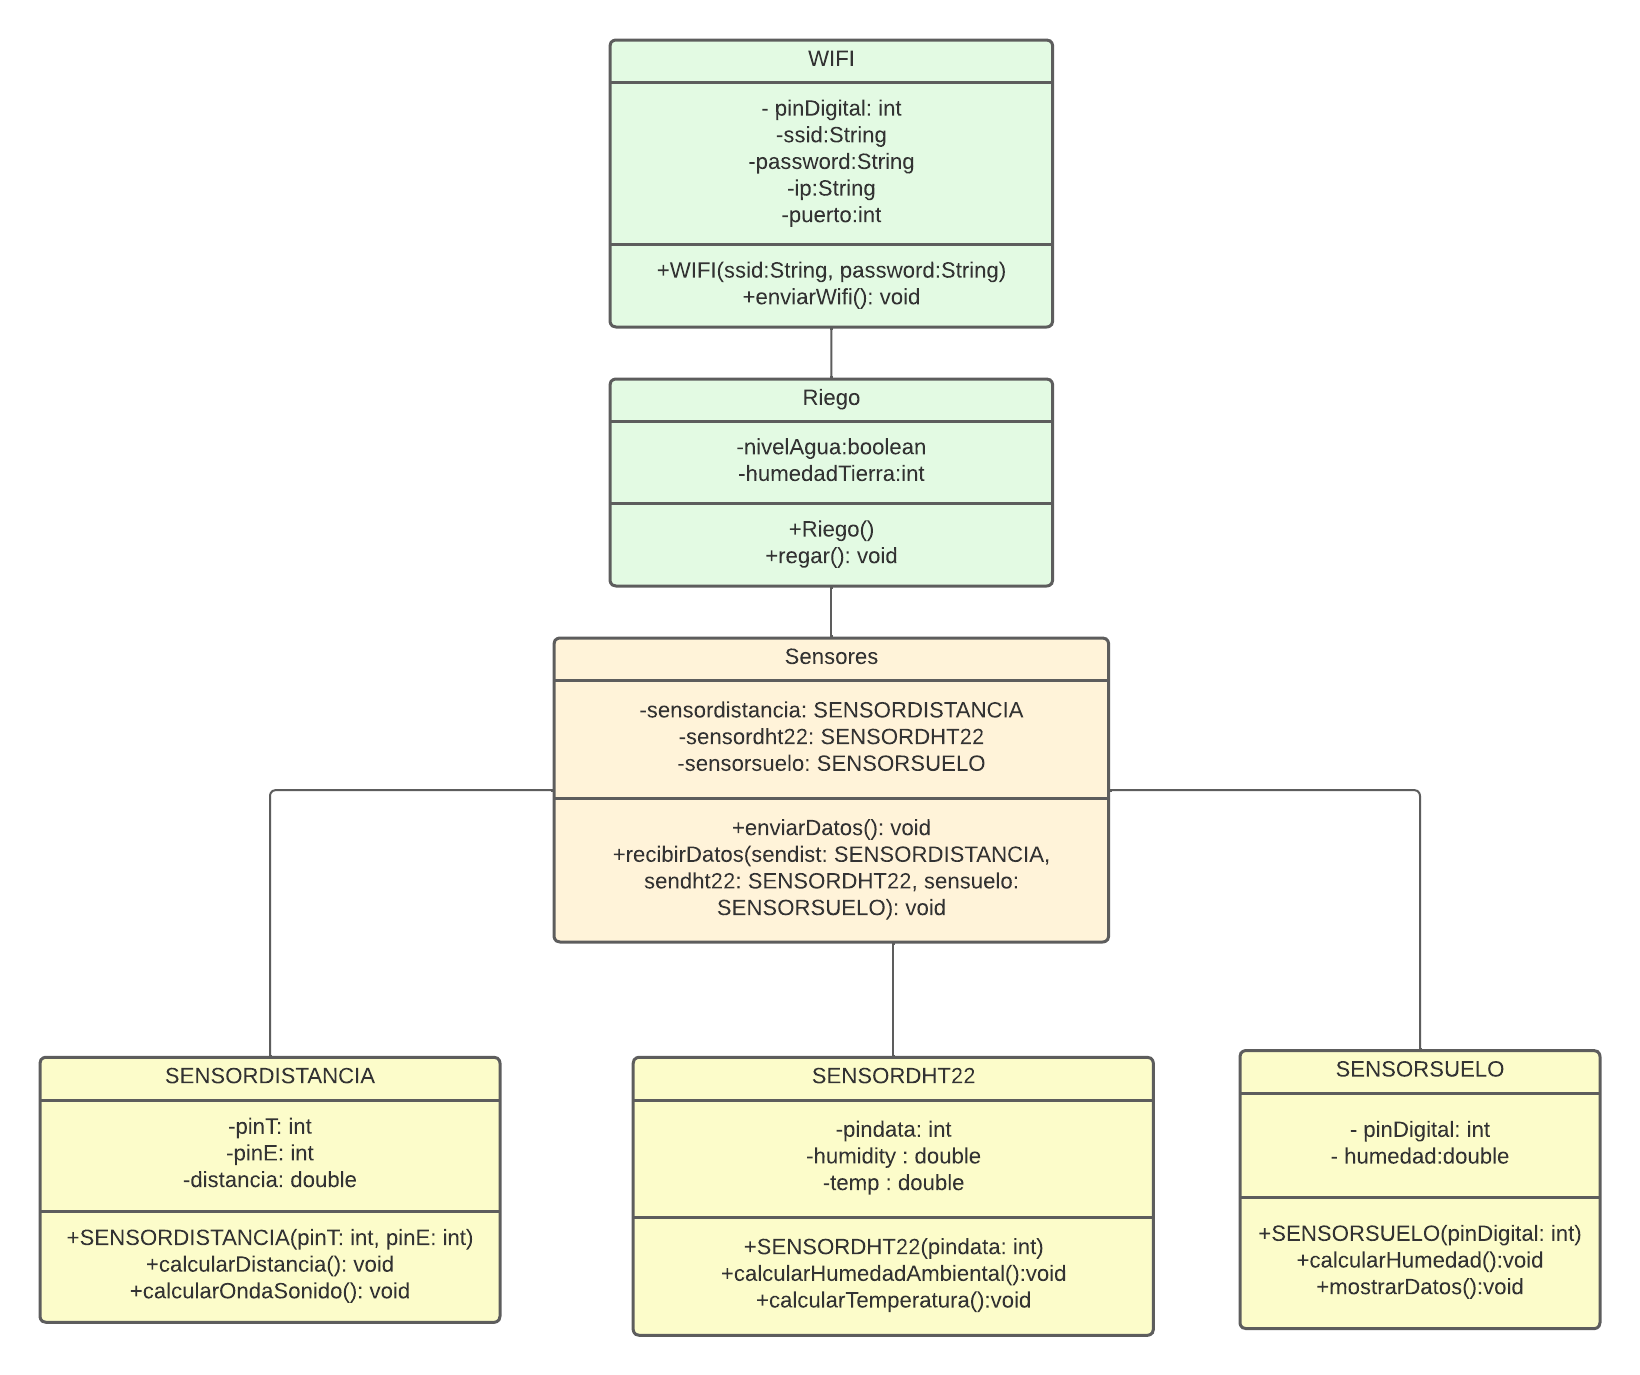 WIFI
- pinDigital: int
-ssid:String
-password:String
-ip:String
-puerto:int
+WIFI(ssid:String, password:String)
+enviarWifi(): void
Riego
-nivelAgua:boolean
-humedadTierra:int
+Riego()
+regar(): void
Sensores
-sensordistancia: SENSORDISTANCIA
-sensordht22: SENSORDHT22
-sensorsuelo: SENSORSUELO
+enviarDatos(): void
+recibirDatos(sendist: SENSORDISTANCIA,
sendht22: SENSORDHT22, sensuelo:
SENSORSUELO): void
SENSORDISTANCIA
-pinT: int
-pinE: int
-distancia: double
+SENSORDISTANCIA(pinT: int, pinE: int)
+calcularDistancia(): void
+calcularOndaSonido(): void
SENSORDHT22
-pindata: int
-humidity : double
-temp : double
+SENSORDHT22(pindata: int)
+calcularHumedadAmbiental():void
+calcularTemperatura():void
SENSORSUELO
- pinDigital: int
- humedad:double
+SENSORSUELO(pinDigital: int)
+calcularHumedad():void
+mostrarDatos():void